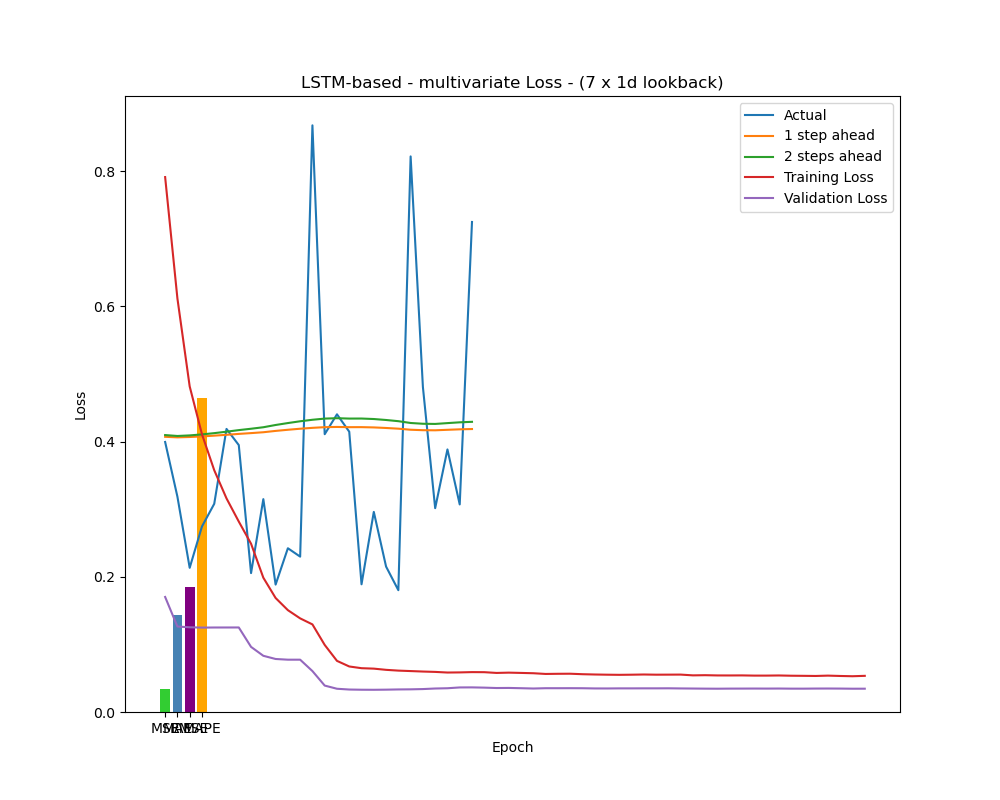 LSTM-based - multivariate Loss - (7 x 1d lookback)
Actual
1 step ahead
2 steps ahead
Training Loss
Validation Loss
Loss
0.8
0.6
0.4
0.2
0.0
Epoch